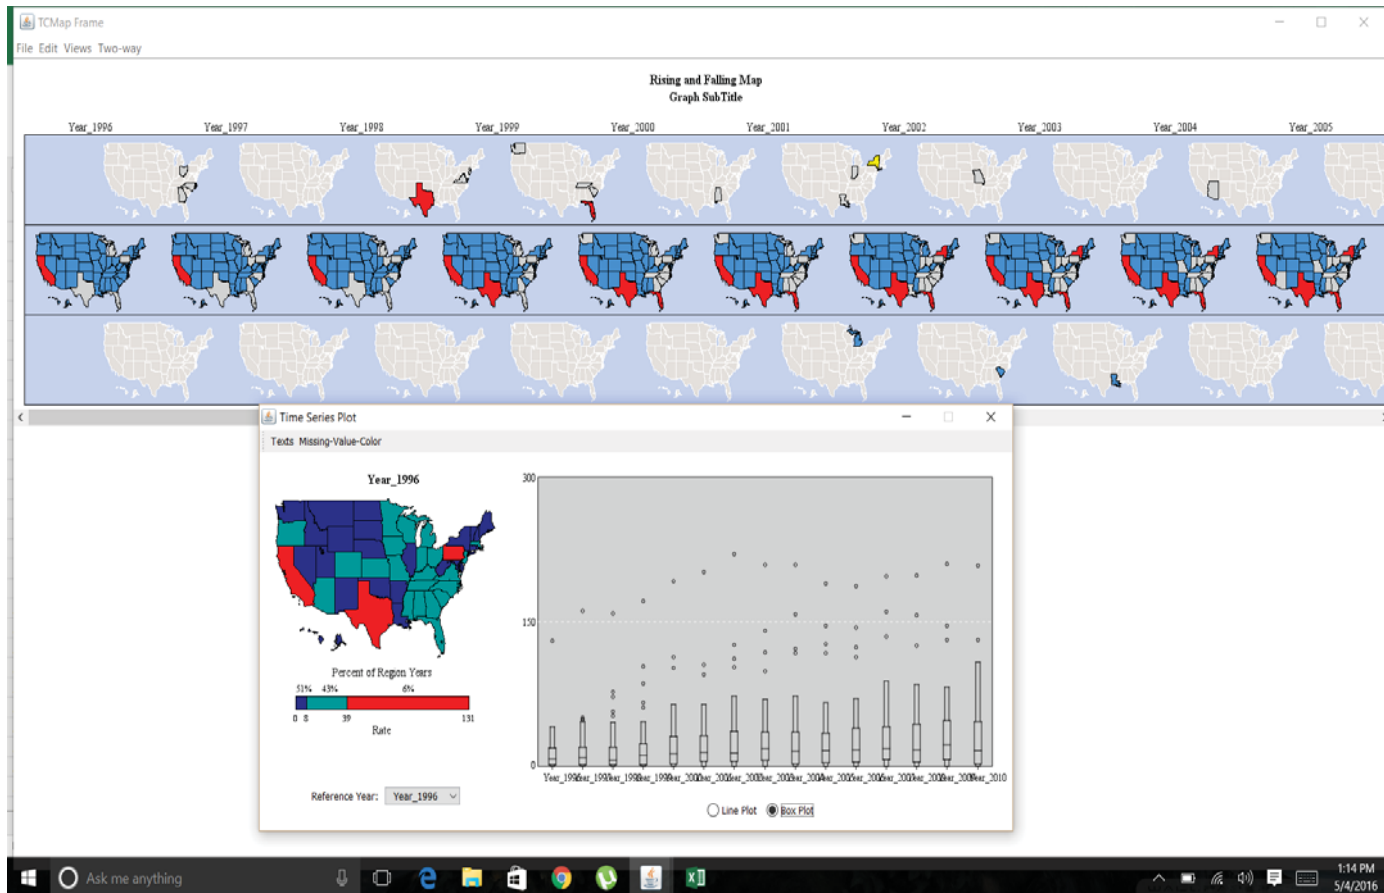 TCMap Frame
File Edit Views Two-way
Rising and Falling Map
Graph SubTitle
Year_1996 Year_1997 Year_1998 Year_1999 Year_2000 Year_2001 Year_2002 Year_2003 Year_2004 Year_2005
Time Series Plot
Texts Missing-Value-Color
Year_1996
Percent of Region Years
51% 43% 6%
0 8 39 131
Rate
Reference Year: Year_1996
300
150
0
Year_2010
Line Plot Box Plot
Ask me anything
1:14 PM
5/4/2016